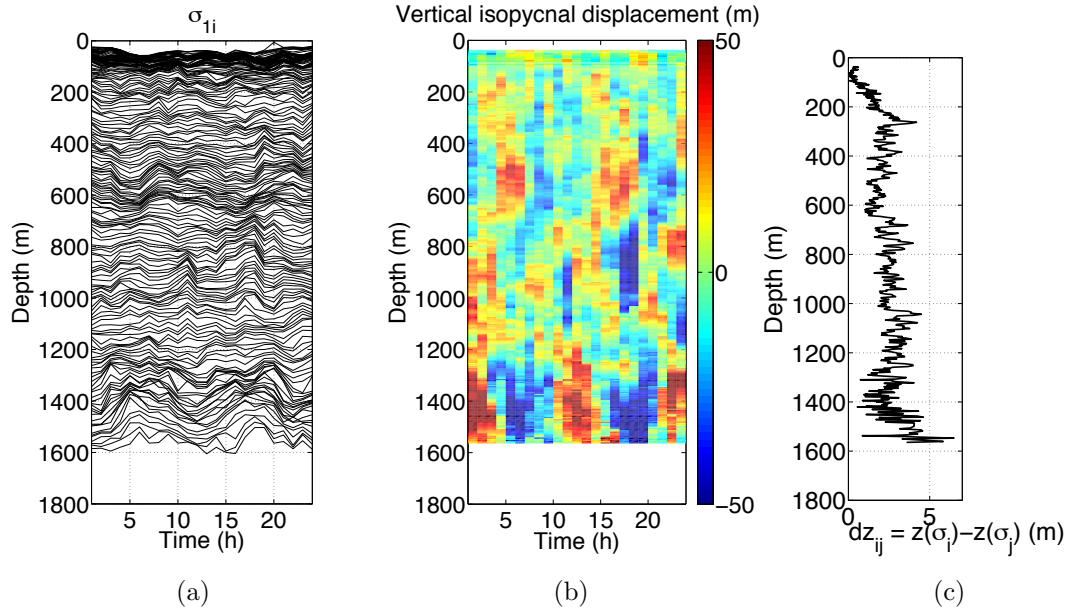 σ1i
0
200
400
600
800
1000
1200
1400
1600
1800
Depth (m)
5 10 15 20
Time (h)
(a)
Vertical isopycnal displacement (m)
0
200
400
600
800
1000
1200
1400
1600
1800
Depth (m)
5 10 15 20
Time (h)
50
0
−50
(b)
0
200
400
600
800
1000
1200
1400
1600
1800
Depth (m)
0 5
dzij = z(σi)−z(σj) (m)
(c)